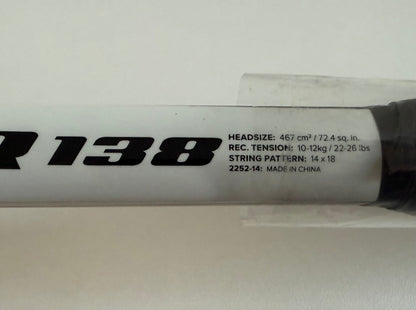 R 138
HEADSIZE: 467 cm² / 72.4 sq. in.
REC. TENSION: 10-12kg / 22-26 lbs
STRING PATTERN: 14 x 18
2252-14: MADE IN CHINA